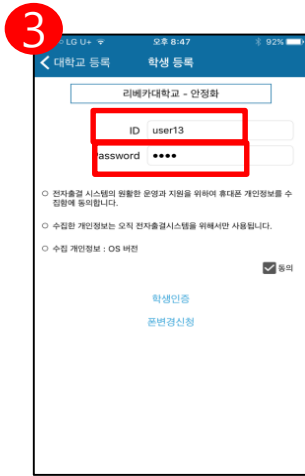 3
LG U+ 오후 8:47 92%
대학교 등록 학생 등록
리베카대학교 - 안정화
ID user13
Password ••••
○ 전자출결 시스템의 원활한 운영과 지원을 위하여 휴대폰 개인정보를 수
집함에 동의합니다.
○ 수집한 개인정보는 오직 전자출결시스템을 위해서만 사용됩니다.
○ 수집 개인정보 : OS 버전
동의
학생인증
폰변경신청